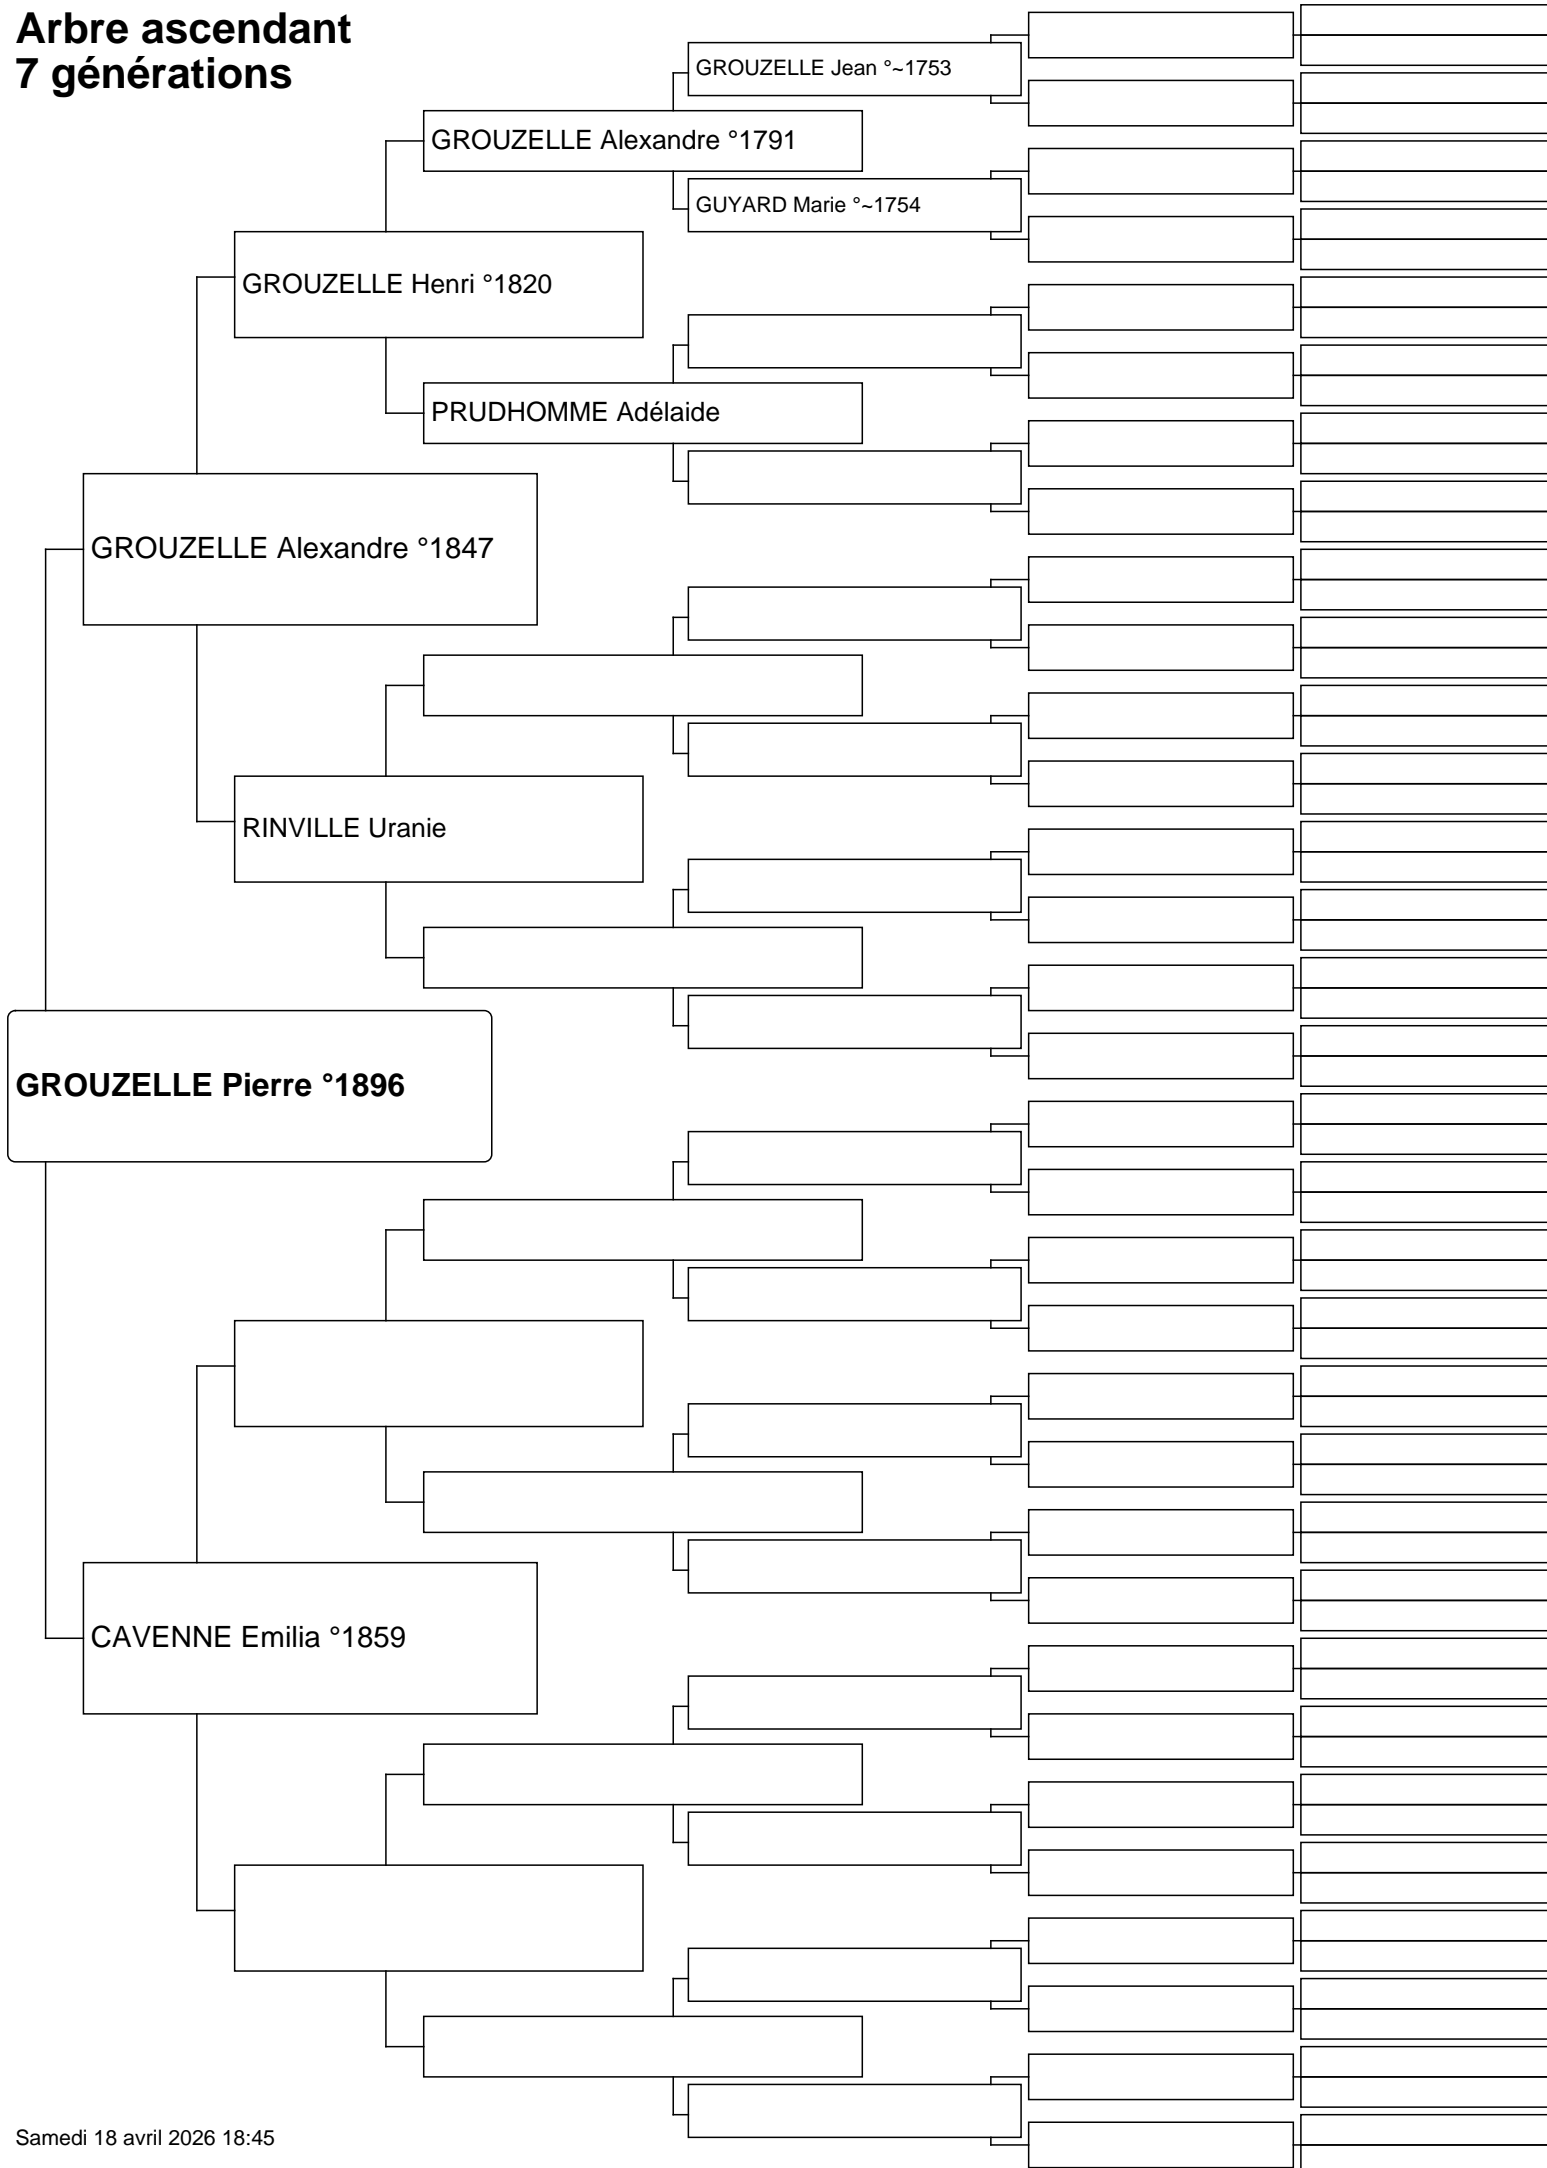 Arbre ascendant
7 générations
GROUZELLE Jean °~1753
GROUZELLE Alexandre °1791
GUYARD Marie °~1754
GROUZELLE Henri °1820
PRUDHOMME Adélaide
GROUZELLE Alexandre °1847
RINVILLE Uranie
GROUZELLE Pierre °1896
CAVENNE Emilia °1859
Samedi 18 avril 2026 18:45